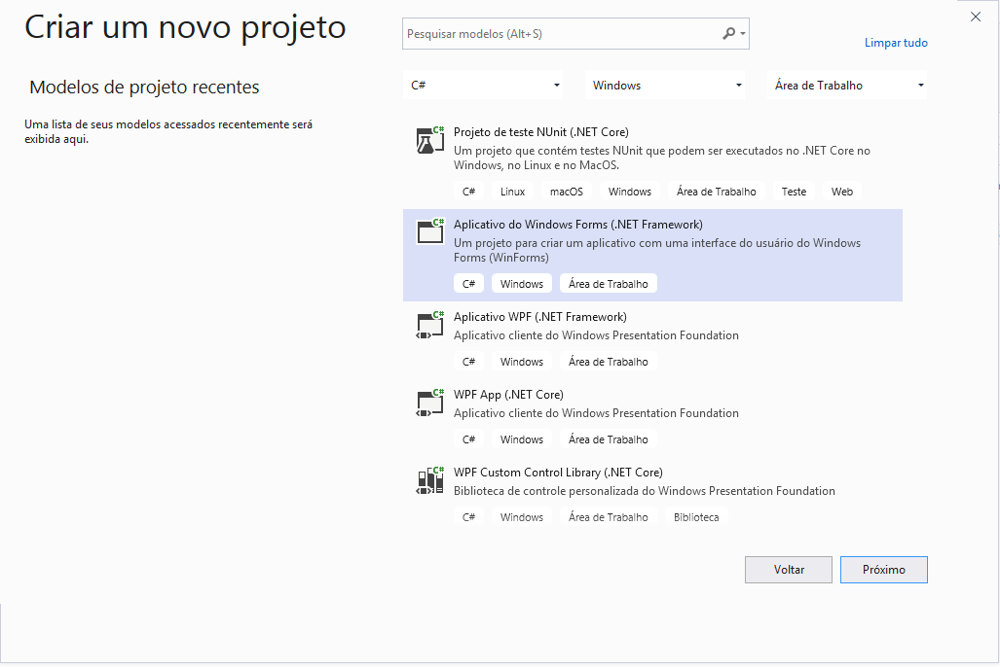 Criar um novo projeto
Pesquisar modelos (Alt+S)
Limpar tudo
Modelos de projeto recentes
Uma lista de seus modelos acessados recentemente será
exibida aqui.
C#
Windows
Área de Trabalho
C#
Projeto de teste NUnit (.NET Core)
Um projeto que contém testes NUnit que podem ser executados no .NET Core no
Windows, no Linux e no MacOS.
C# Linux macOS Windows Área de Trabalho Teste Web
C#
Aplicativo do Windows Forms (.NET Framework)
Um projeto para criar um aplicativo com uma interface do usuário do Windows
Forms (WinForms)
C# Windows Área de Trabalho
C#
Aplicativo WPF (.NET Framework)
Aplicativo cliente do Windows Presentation Foundation
C# Windows Área de Trabalho
C#
WPF App (.NET Core)
Aplicativo cliente do Windows Presentation Foundation
C# Windows Área de Trabalho
C#
WPF Custom Control Library (.NET Core)
Biblioteca de controle personalizada do Windows Presentation Foundation
C# Windows Área de Trabalho Biblioteca
Voltar
Próximo